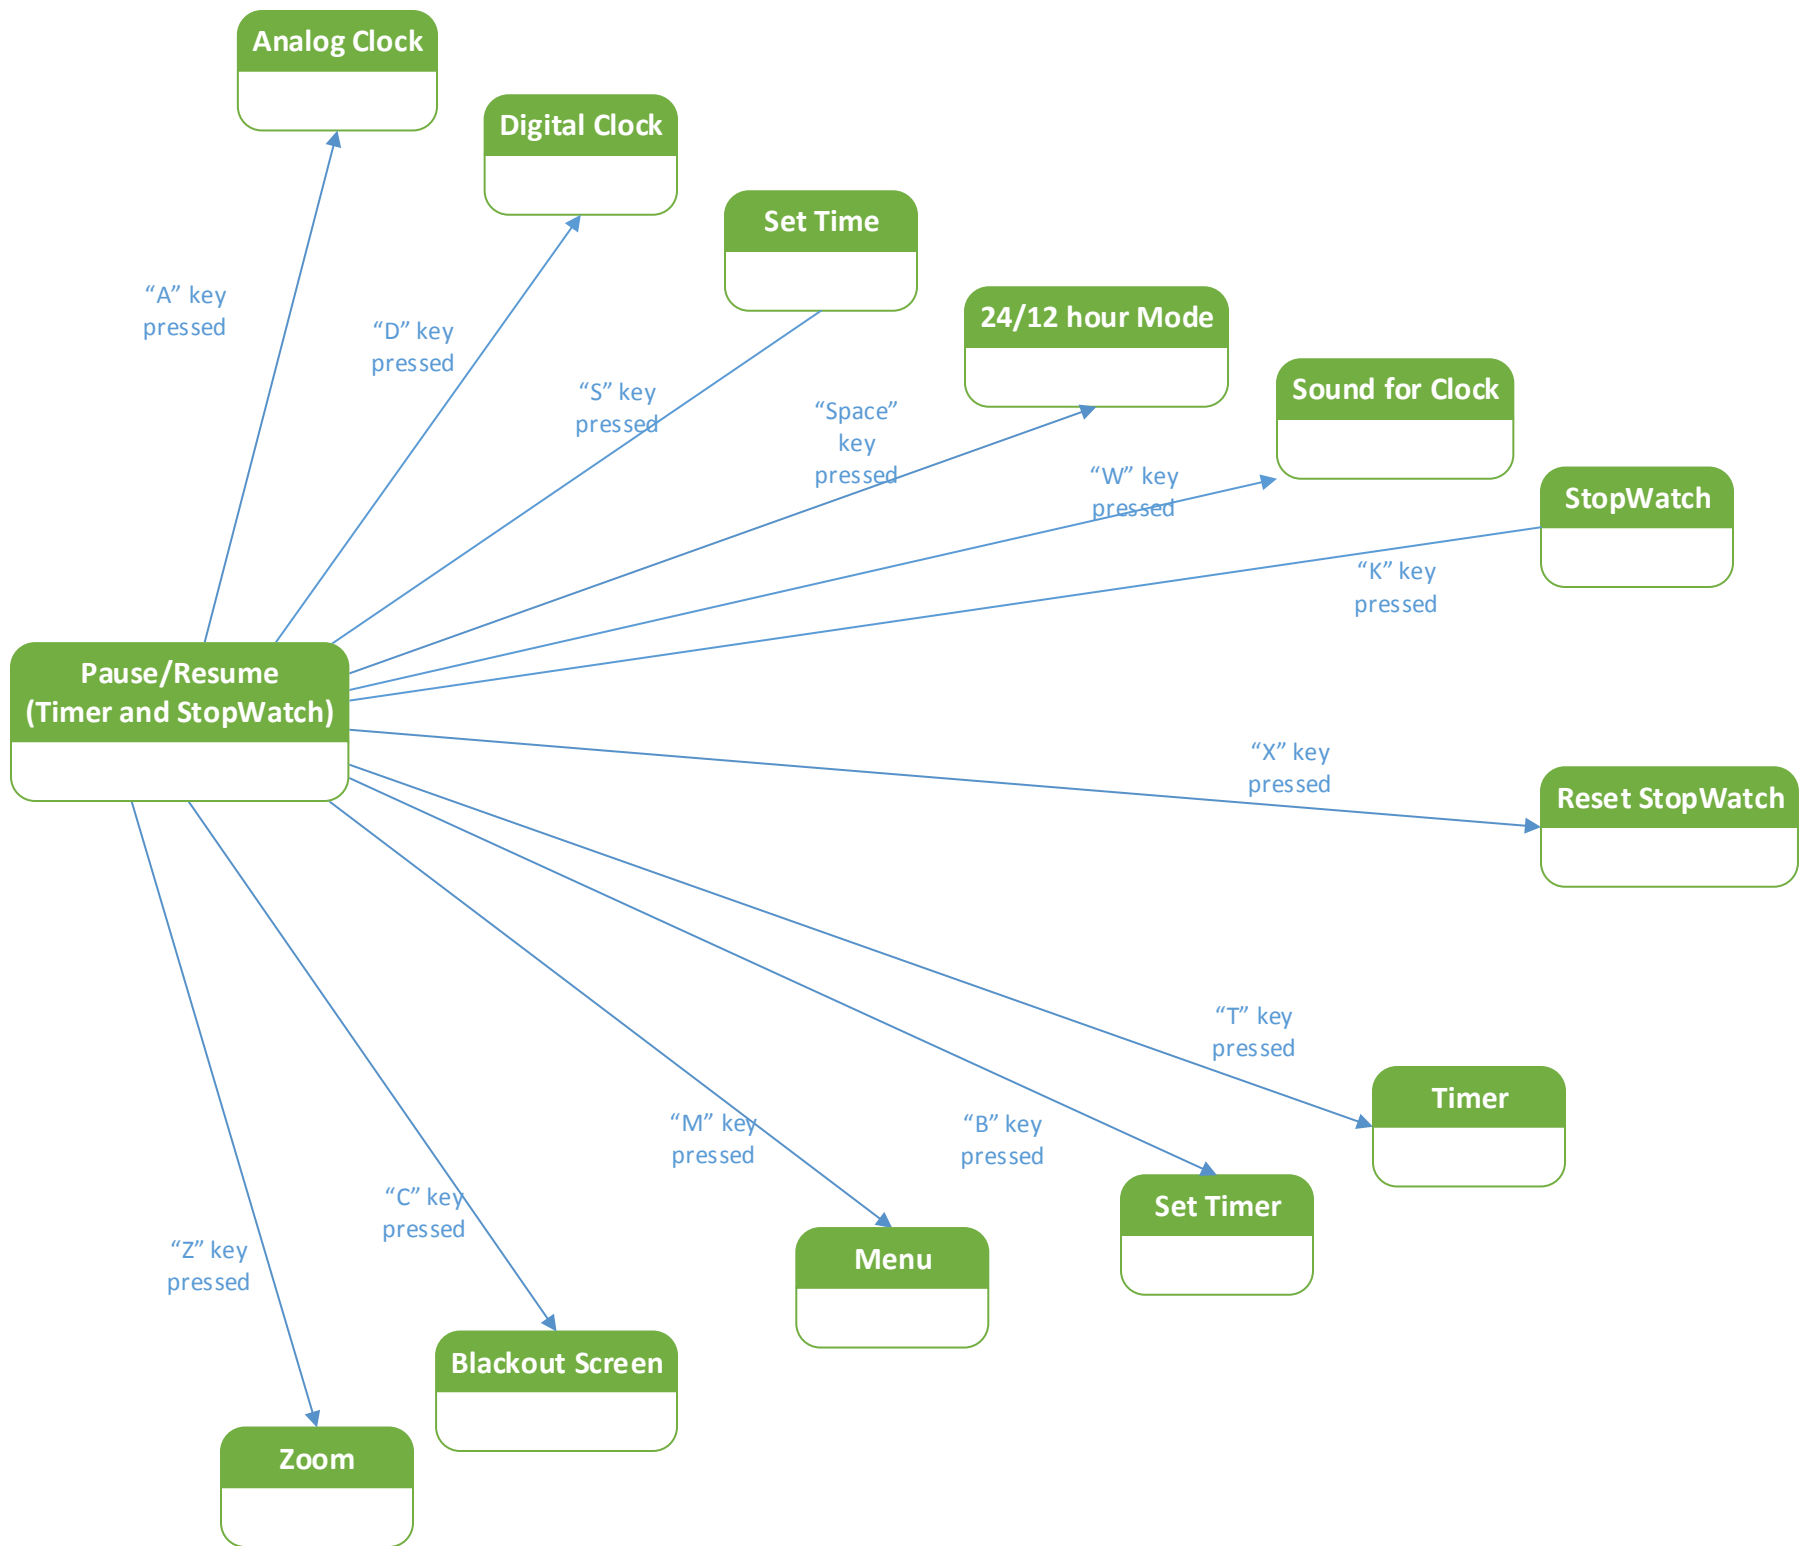 Analog Clock
Digital Clock
Set Time
“A” key
pressed
24/12 hour Mode
“D” key
pressed
Sound for Clock
“S” key
pressed
“Space”
key
pressed
“W” key
pressed
StopWatch
“K” key
pressed
Pause/Resume
(Timer and StopWatch)
“X” key
pressed
Reset StopWatch
“T” key
pressed
Timer
“M” key
pressed
“B” key
pressed
“C” key
pressed
Set Timer
“Z” key
pressed
Menu
Blackout Screen
Zoom